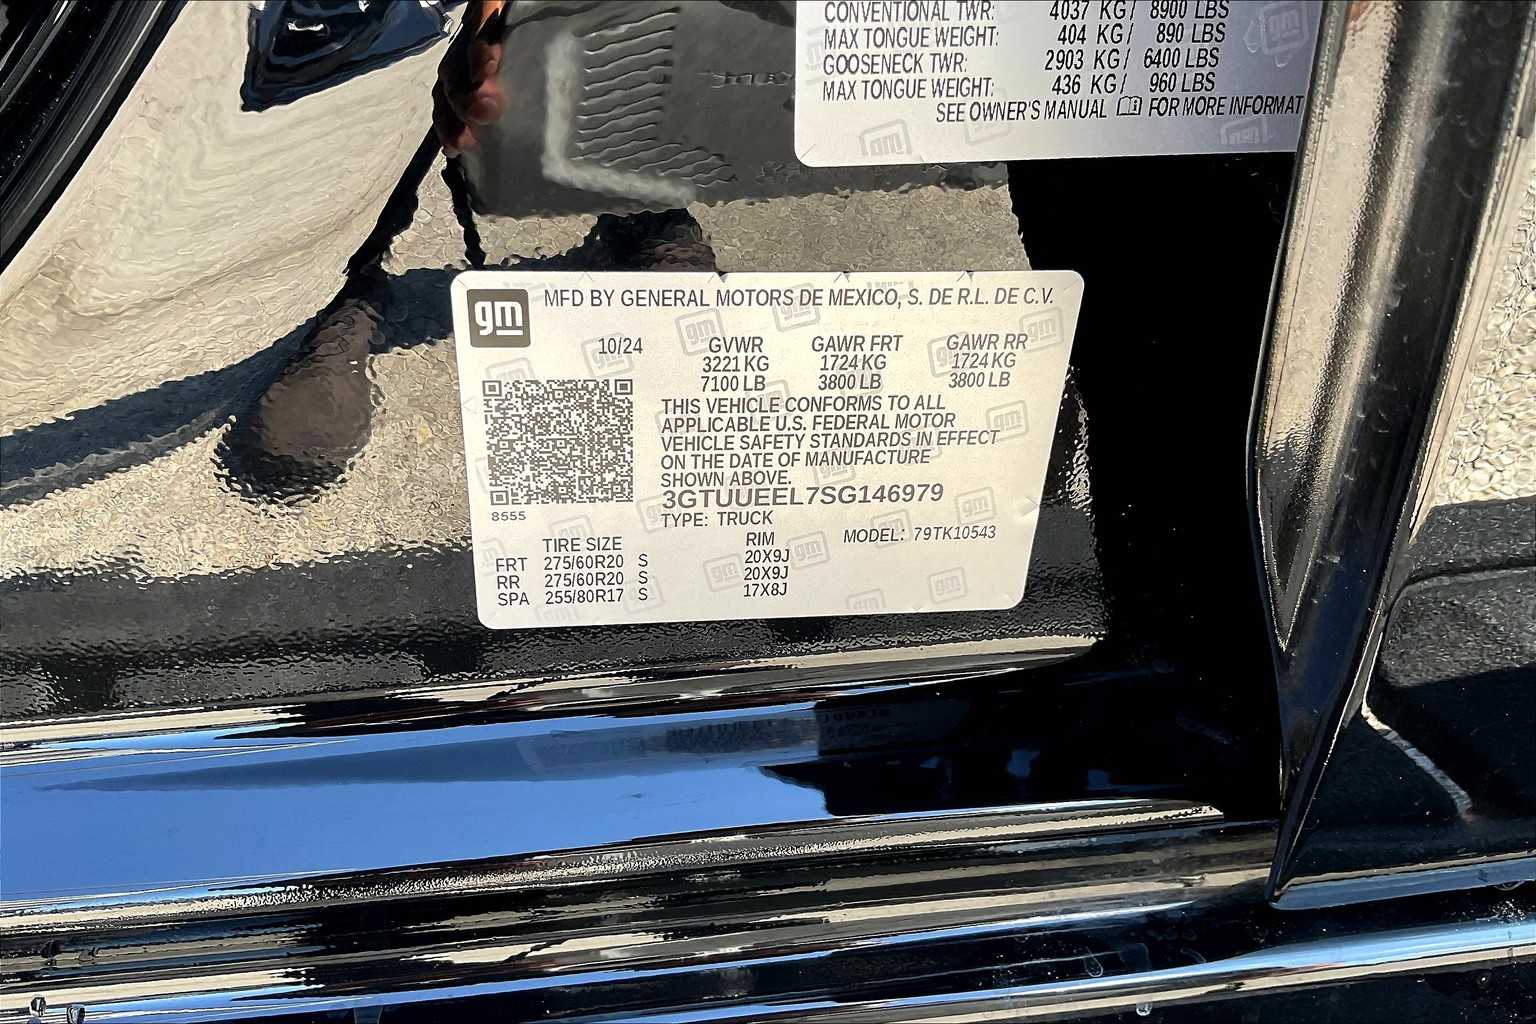 CONVENTIONAL TWR: 4037 KG/ 8900 LBS
MAX TONGUE WEIGHT: 404 KG/ 890 LBS
GOOSENECK TWR: 2903 KG/ 6400 LBS
MAX TONGUE WEIGHT: 436 KG/ 960 LBS
SEE OWNER'S MANUAL FOR MORE INFORMAT
gm MFD BY GENERAL MOTORS DE MEXICO, S. DE R.L. DE C.V.
10/24 GVWR GAWR FRT GAWR RR
3221 KG 1724 KG 1724 KG
7100 LB 3800 LB 3800 LB
THIS VEHICLE CONFORMS TO ALL
APPLICABLE U.S. FEDERAL MOTOR
VEHICLE SAFETY STANDARDS IN EFFECT
ON THE DATE OF MANUFACTURE
SHOWN ABOVE.
3GTUUEEL7SG146979
8555
TYPE: TRUCK
MODEL: 79TK10543
TIRE SIZE RIM
FRT 275/60R20 S 20X9J
RR 275/60R20 S 20X9J
SPA 255/80R17 S 17X8J